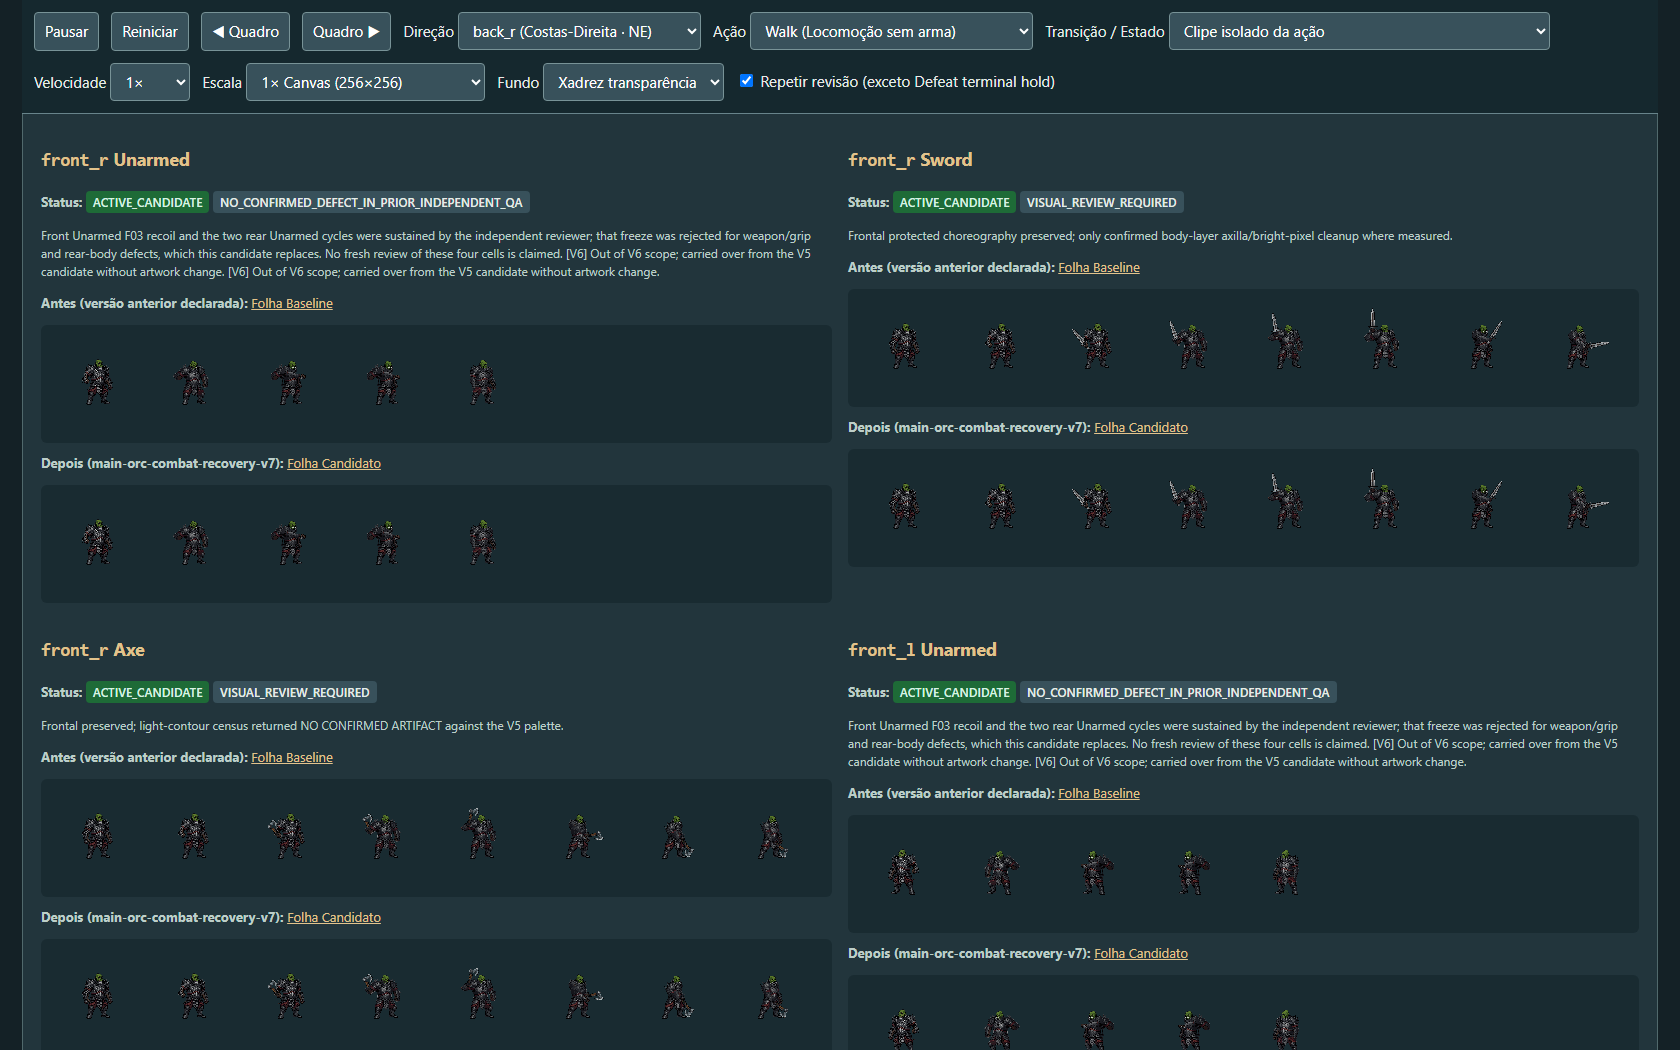 Pausar
Reiniciar
◀ Quadro
Quadro ▶
Direção
back_r (Costas-Direita · NE)
Ação
Walk (Locomoção sem arma)
Transição / Estado
Clipe isolado da ação
Velocidade
1×
Escala
1× Canvas (256×256)
Fundo
Xadrez transparência
Repetir revisão (exceto Defeat terminal hold)
front_r Unarmed
Status: ACTIVE_CANDIDATE NO_CONFIRMED_DEFECT_IN_PRIOR_INDEPENDENT_QA
Front Unarmed F03 recoil and the two rear Unarmed cycles were sustained by the independent reviewer; that freeze was rejected for weapon/grip
and rear-body defects, which this candidate replaces. No fresh review of these four cells is claimed. [V6] Out of V6 scope; carried over from the V5
candidate without artwork change. [V6] Out of V6 scope; carried over from the V5 candidate without artwork change.
Antes (versão anterior declarada): Folha Baseline
Depois (main-orc-combat-recovery-v7): Folha Candidato
front_r Sword
Status: ACTIVE_CANDIDATE VISUAL_REVIEW_REQUIRED
Frontal protected choreography preserved; only confirmed body-layer axilla/bright-pixel cleanup where measured.
Antes (versão anterior declarada): Folha Baseline
Depois (main-orc-combat-recovery-v7): Folha Candidato
front_r Axe
Status: ACTIVE_CANDIDATE VISUAL_REVIEW_REQUIRED
Frontal preserved; light-contour census returned NO CONFIRMED ARTIFACT against the V5 palette.
Antes (versão anterior declarada): Folha Baseline
Depois (main-orc-combat-recovery-v7): Folha Candidato
front_l Unarmed
Status: ACTIVE_CANDIDATE NO_CONFIRMED_DEFECT_IN_PRIOR_INDEPENDENT_QA
Front Unarmed F03 recoil and the two rear Unarmed cycles were sustained by the independent reviewer; that freeze was rejected for weapon/grip
and rear-body defects, which this candidate replaces. No fresh review of these four cells is claimed. [V6] Out of V6 scope; carried over from the V5
candidate without artwork change. [V6] Out of V6 scope; carried over from the V5 candidate without artwork change.
Antes (versão anterior declarada): Folha Baseline
Depois (main-orc-combat-recovery-v7): Folha Candidato